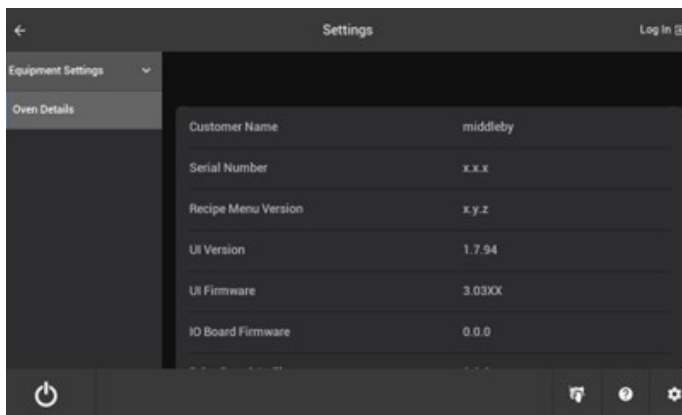 Settings
Log In
Equipment Settings
Oven Details
Customer Name middleby
Serial Number x.x.x
Recipe Menu Version x.y.z
UI Version 1.7.94
UI Firmware 3.03XX
IO Board Firmware 0.0.0